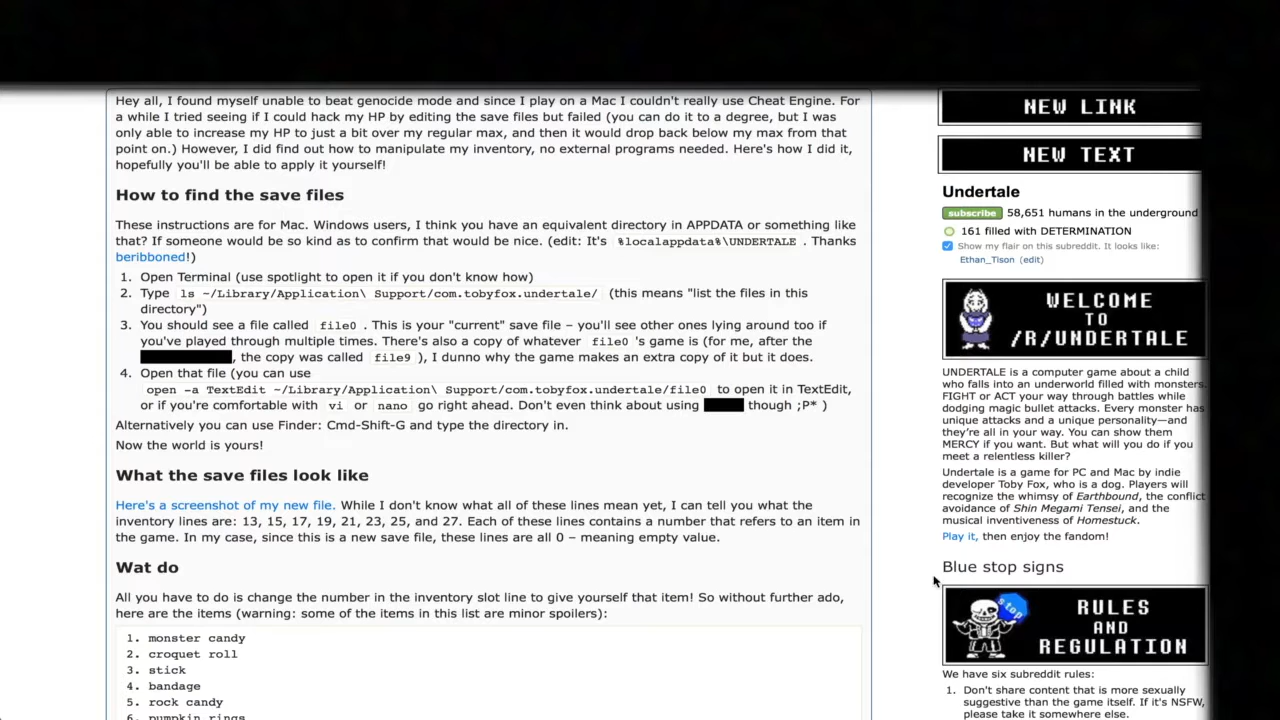 Hey all, I found myself unable to beat genocide mode and since I play on a Mac I couldn't really use Cheat Engine. For
a while I tried seeing if I could hack my HP by editing the save files but failed (you can do it to a degree, but I was
only able to increase my HP to just a bit over my regular max, and then it would drop back below my max from that
point on.) However, I did find out how to manipulate my inventory, no external programs needed. Here's how I did it,
hopefully you'll be able to apply it yourself!
How to find the save files
These instructions are for Mac. Windows users, I think you have an equivalent directory in APPDATA or something like
that? If someone would be so kind as to confirm that would be nice. (edit: It's %localappdata%\UNDERTALE . Thanks
beribboned!)
1. Open Terminal (use spotlight to open it if you don't know how)
2. Type ls ~/Library/Application\ Support/com.tobyfox.undertale/ (this means "list the files in this
directory")
3. You should see a file called file0 . This is your "current" save file – you'll see other ones lying around too if
you've played through multiple times. There's also a copy of whatever file0 's game is (for me, after the
, the copy was called file9 ), I dunno why the game makes an extra copy of it but it does.
4. Open that file (you can use
open -a TextEdit ~/Library/Application\ Support/com.tobyfox.undertale/file0 to open it in TextEdit,
or if you're comfortable with vi or nano go right ahead. Don't even think about using though ;P* )
Alternatively you can use Finder: Cmd-Shift-G and type the directory in.
Now the world is yours!
What the save files look like
Here's a screenshot of my new file. While I don't know what all of these lines mean yet, I can tell you what the
inventory lines are: 13, 15, 17, 19, 21, 23, 25, and 27. Each of these lines contains a number that refers to an item in
the game. In my case, since this is a new save file, these lines are all 0 – meaning empty value.
Wat do
All you have to do is change the number in the inventory slot line to give yourself that item! So without further ado,
here are the items (warning: some of the items in this list are minor spoilers):
1. monster candy
2. croquet roll
3. stick
4. bandage
5. rock candy
6. pumpkin rings
NEW LINK
NEW TEXT
Undertale
subscribe 58,651 humans in the underground
161 filled with DETERMINATION
Show my flair on this subreddit. It looks like:
Ethan_Tison (edit)
WELCOME
TO
/R/UNDERTALE
UNDERTALE is a computer game about a child
who falls into an underworld filled with monsters.
FIGHT or ACT your way through battles while
dodging magic bullet attacks. Every monster has
unique attacks and a unique personality—and
they're all in your way. You can show them
MERCY if you want. But what will you do if you
meet a relentless killer?
Undertale is a game for PC and Mac by indie
developer Toby Fox, who is a dog. Players will
recognize the whimsy of Earthbound, the conflict
avoidance of Shin Megami Tensei, and the
musical inventiveness of Homestuck.
Play it, then enjoy the fandom!
Blue stop signs
stop
RULES
AND
REGULATION
We have six subreddit rules:
1. Don't share content that is more sexually
suggestive than the game itself. If it's NSFW,
please take it somewhere else.